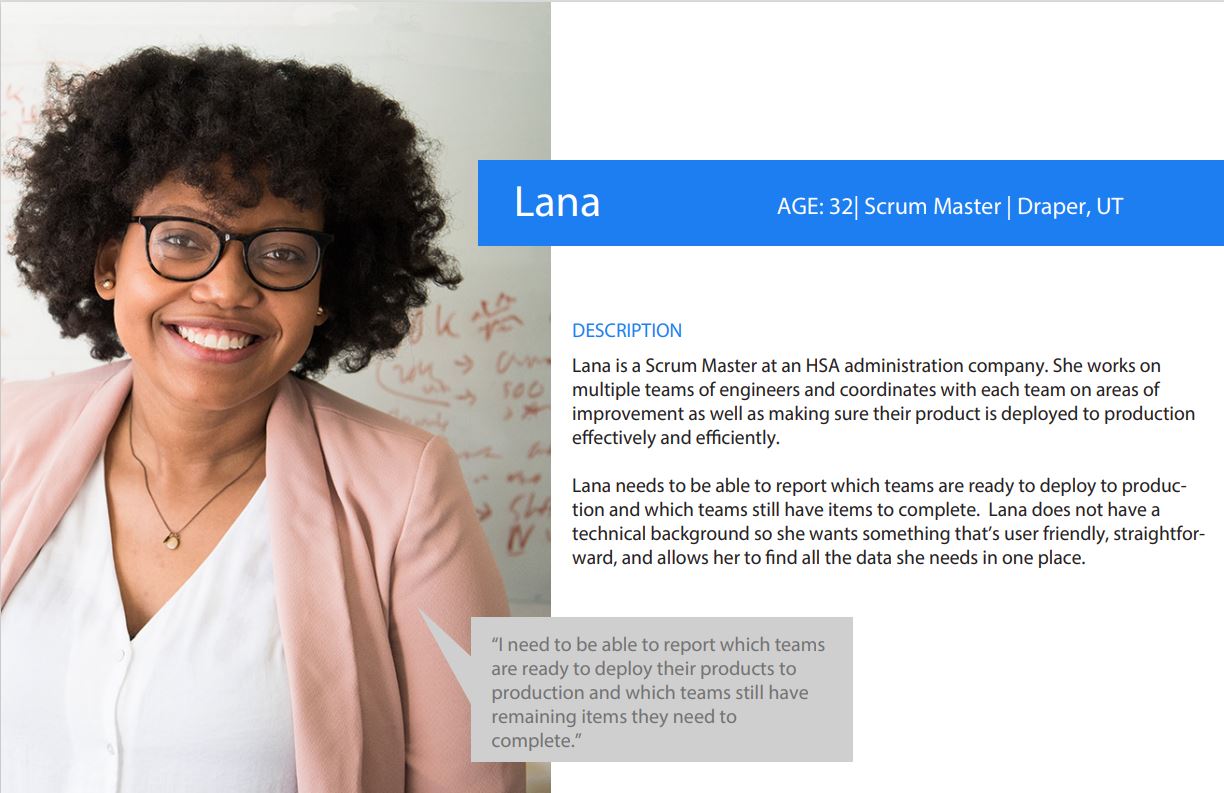 Lana
AGE: 32| Scrum Master | Draper, UT
DESCRIPTION
Lana is a Scrum Master at an HSA administration company. She works on
multiple teams of engineers and coordinates with each team on areas of
improvement as well as making sure their product is deployed to production
effectively and efficiently.
Lana needs to be able to report which teams are ready to deploy to produc-
tion and which teams still have items to complete. Lana does not have a
technical background so she wants something that’s user friendly, straightfor-
ward, and allows her to find all the data she needs in one place.
“I need to be able to report which teams
are ready to deploy their products to
production and which teams still have
remaining items they need to
complete.”